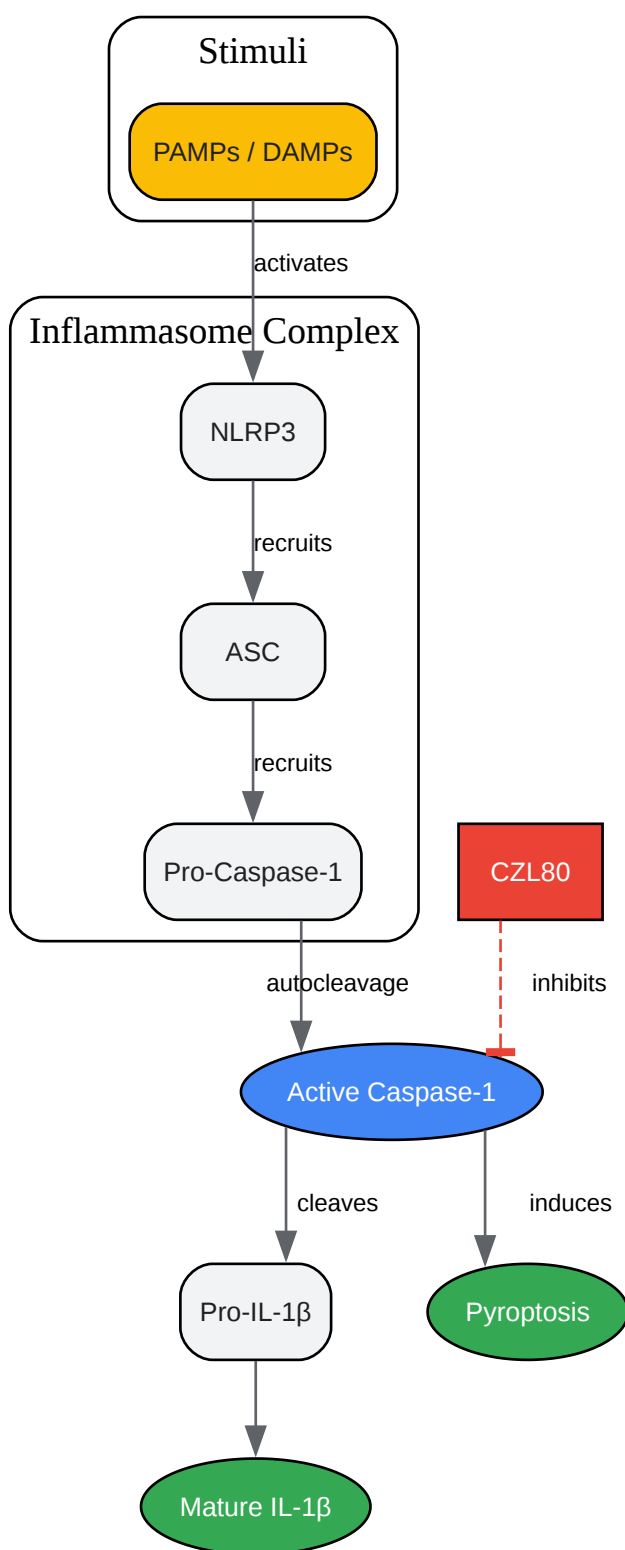 Stimuli
PAMPs / DAMPs
activates
Inflammasome Complex
NLRP3
recruits
ASC
recruits
Pro-Caspase-1
CZL80
autocleavage
inhibits
Active Caspase-1
cleaves
induces
Pro-IL-1β
Pyroptosis
Mature IL-1β